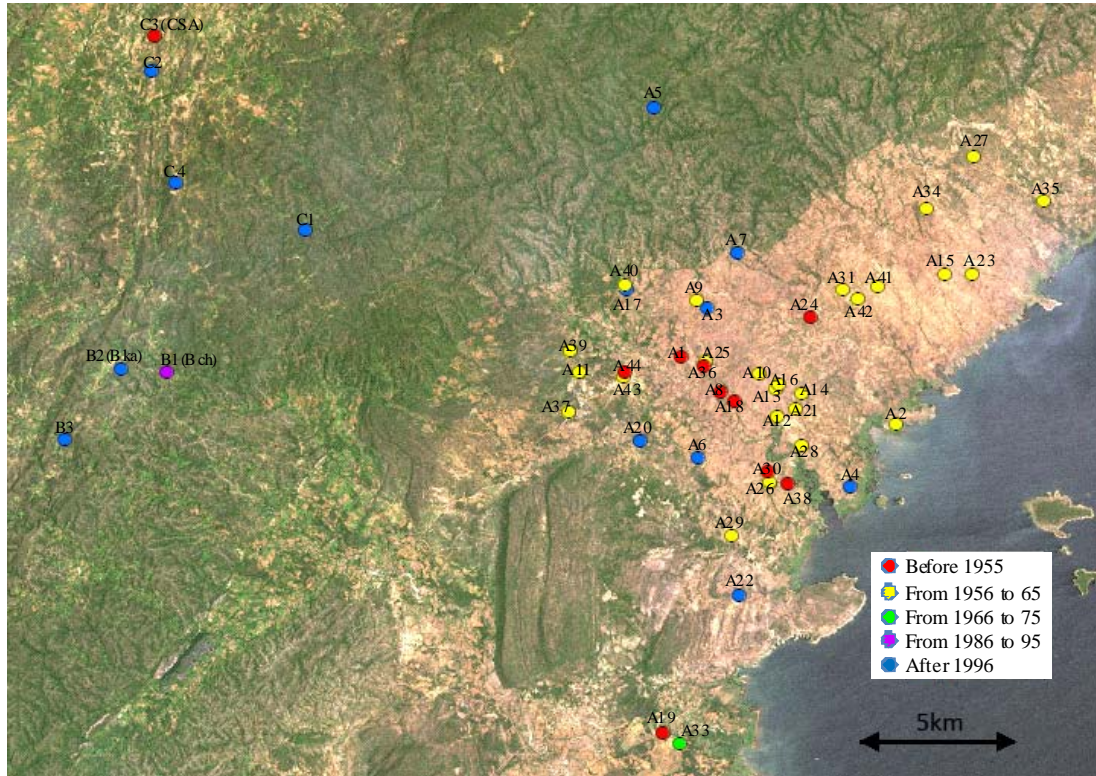 C3 (CSA)
C2
A5
A27
C.4
A34
A35
C1
A7
A40
A31
A41
A15
A23
A17
A9
A42
A3
A24
A39
A1
A25
B2 (Bka)
B1 (Bch)
A11
A44
A36
A10
A16
A43
A8
A13
A14
A37
A18
A21
A12
A2
B3
A20
A6
A28
A30
A26
A38
A4
A29
A22
Before 1955
From 1956 to 65
From 1966 to 75
From 1986 to 95
After 1996
A19
A33
5km